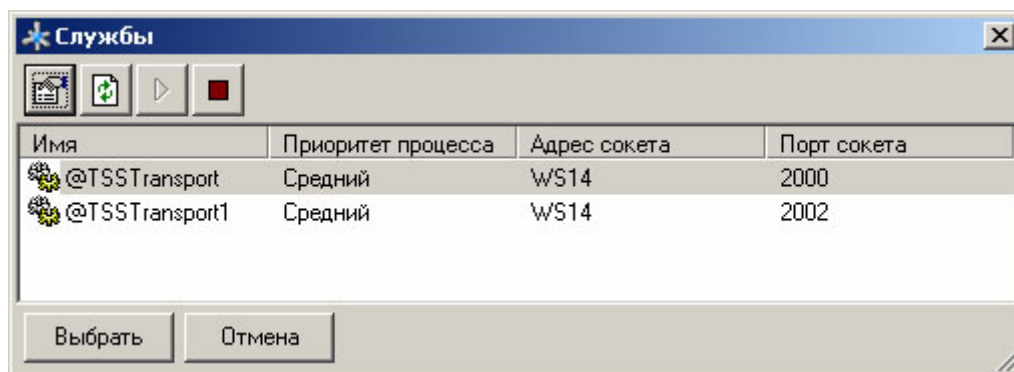 Службы
Имя Приоритет процесса Адрес сокета Порт сокета
@TSSTransport Средний WS14 2000
@TSSTransport1 Средний WS14 2002
Выбрать Отмена